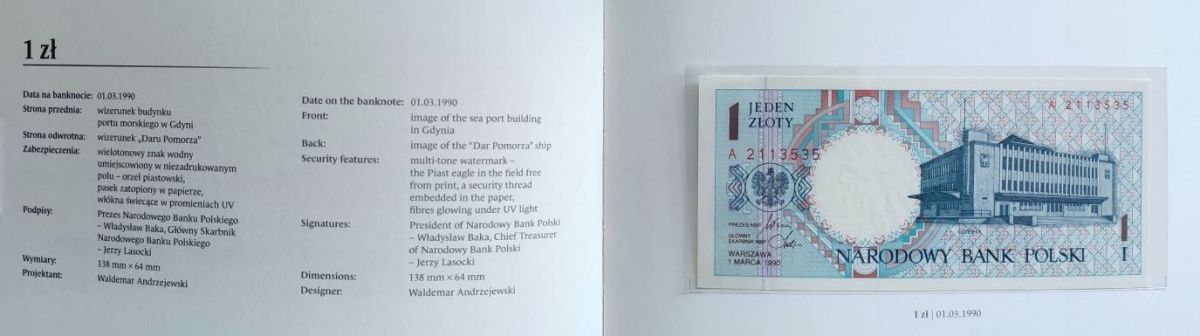 1 zł
Data na banknocie: 01.03.1990
Strona przednia: wizerunek budynku
portu morskiego w Gdyni
Strona odwrotna: wizerunek „Daru Pomorza”
Zabezpieczenia: wielotonowy znak wodny
umiejscowiony w niezadrukowanym
polu – orzeł piastowski,
pasek zatopiony w papierze,
włókna świecące w promieniach UV
Podpisy: Prezes Narodowego Banku Polskiego
– Władysław Baka, Główny Skarbnik
Narodowego Banku Polskiego
– Jerzy Lasocki
Wymiary: 138 mm × 64 mm
Projektant: Waldemar Andrzejewski
Date on the banknote: 01.03.1990
Front: image of the sea port building
in Gdynia
Back: image of the “Dar Pomorza” ship
Security features: multi-tone watermark –
the Piast eagle in the field free
from print, a security thread
embedded in the paper,
fibres glowing under UV light
Signatures: President of Narodowy Bank Polski
– Władysław Baka, Chief Treasurer
of Narodowy Bank Polski
– Jerzy Lasocki
Dimensions: 138 mm × 64 mm
Designer: Waldemar Andrzejewski
1 JEDEN
ZŁOTY
A 2113535
A 2113535
PREZES NBP
GŁÓWNY
SKARBNIK NBP
WARSZAWA
1 MARCA 1990
GDYNIA
NARODOWY BANK POLSKI
1
1 zł | 01.03.1990